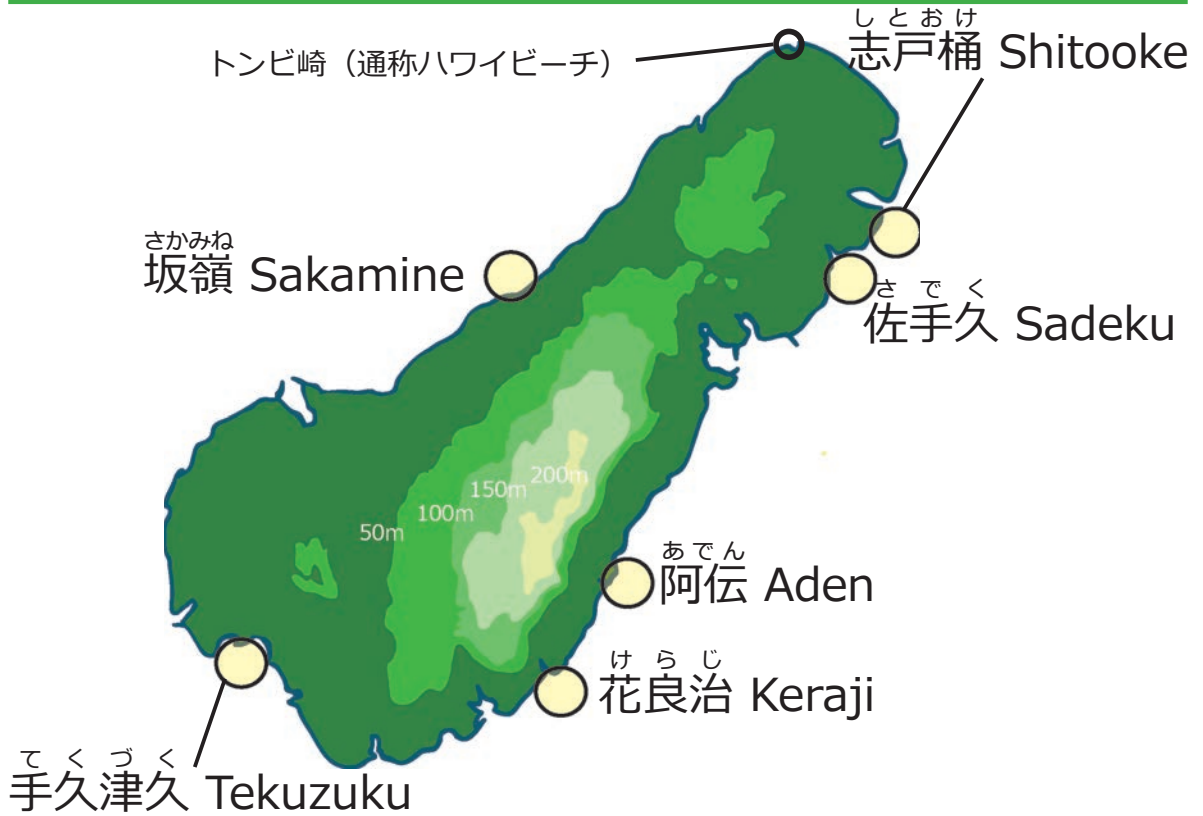 トンビ崎（通称ハワイビーチ）
しとおけ
志戸桶 Shitooke
さかみね
坂嶺 Sakamine
さでく
佐手久 Sadeku
200m
150m
100m
50m
あでん
阿伝 Aden
けらじ
花良治 Keraji
てくづく
手久津久 Tekuzuku